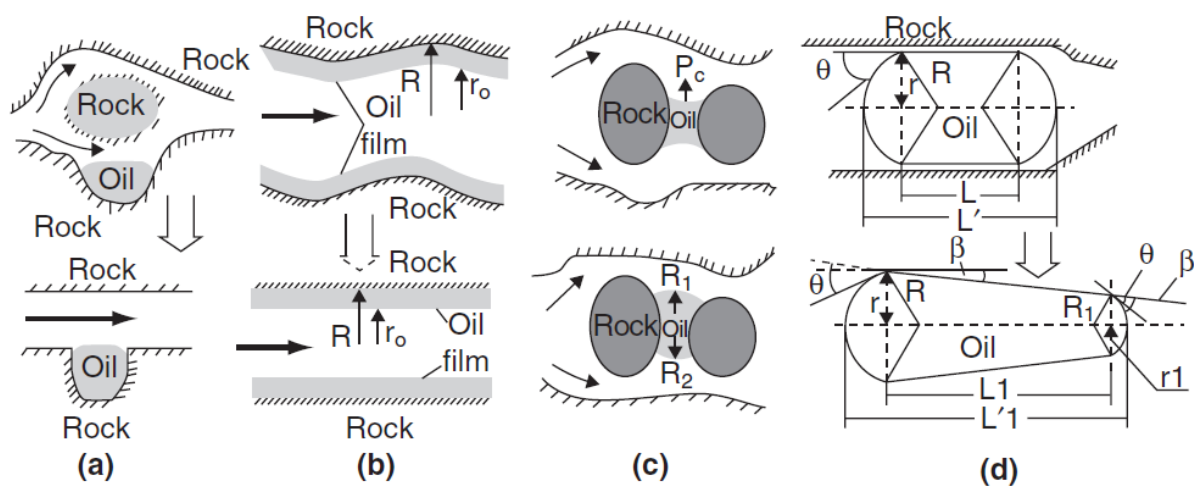 Rock
Rock
Oil
Rock
Rock
Oil
Rock
(a)
Rock
Oil
film
R
r₀
Rock
Rock
R
r₀
Oil
film
Rock
(b)
Pc
Rock
Oil
R₁
Rock
Oil
R₂
(c)
Rock
θ
r
R
Oil
L
L'
β
θ
r
R
R₁
θ
β
Oil
r1
L1
L'1
(d)